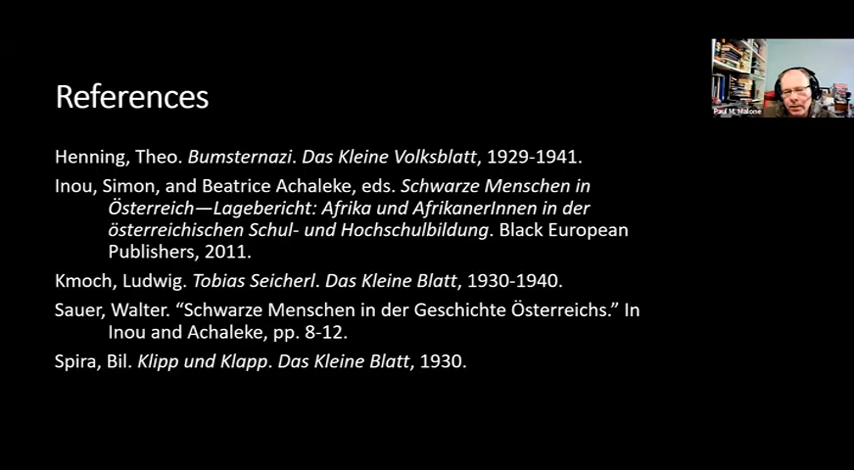 References
Paul M. Malone
Henning, Theo. Bumsternazi. Das Kleine Volksblatt, 1929-1941.
Inou, Simon, and Beatrice Achaleke, eds. Schwarze Menschen in
Österreich—Lagebericht: Afrika und AfrikanerInnen in der
österreichischen Schul- und Hochschulbildung. Black European
Publishers, 2011.
Kmoch, Ludwig. Tobias Seicherl. Das Kleine Blatt, 1930-1940.
Sauer, Walter. “Schwarze Menschen in der Geschichte Österreichs.” In
Inou and Achaleke, pp. 8-12.
Spira, Bil. Klipp und Klapp. Das Kleine Blatt, 1930.